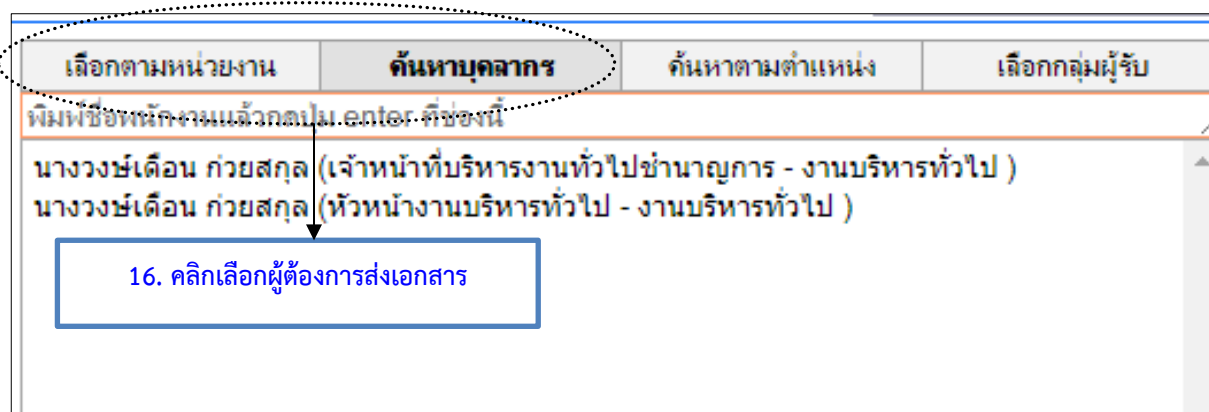 เลือกตามหน่วยงาน ค้นหาบุคลากร ค้นหาตามตำแหน่ง เลือกกลุ่มผู้รับ
พิมพ์ชื่อพนักงานแล้วกดปุ่ม enter ที่ช่องนี้
นางวงษ์เดือน ก่วยสกุล (เจ้าหน้าที่บริหารงานทั่วไปชำนาญการ - งานบริหารทั่วไป )
นางวงษ์เดือน ก่วยสกุล (หัวหน้างานบริหารทั่วไป - งานบริหารทั่วไป )
16. คลิกเลือกผู้ต้องการส่งเอกสาร